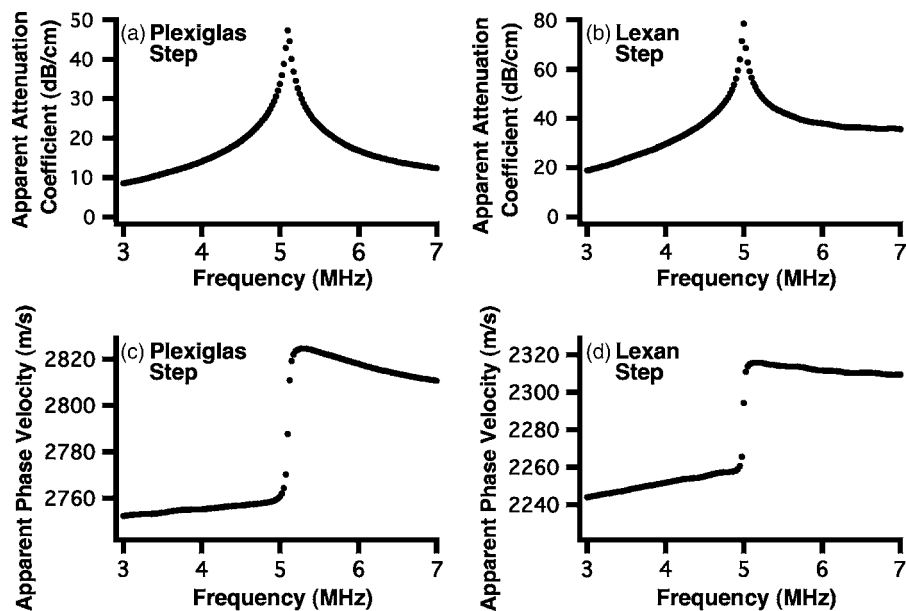 Apparent Attenuation
Coefficient (dB/cm)
50
40
30
20
10
0
(a) Plexiglas
Step
3 4 5 6 7
Frequency (MHz)
Apparent Attenuation
Coefficient (dB/cm)
80
60
40
20
0
(b) Lexan
Step
3 4 5 6 7
Frequency (MHz)
Apparent Phase Velocity (m/s)
2820
2800
2780
2760
(c) Plexiglas
Step
3 4 5 6 7
Frequency (MHz)
Apparent Phase Velocity (m/s)
2320
2300
2280
2260
2240
(d) Lexan
Step
3 4 5 6 7
Frequency (MHz)